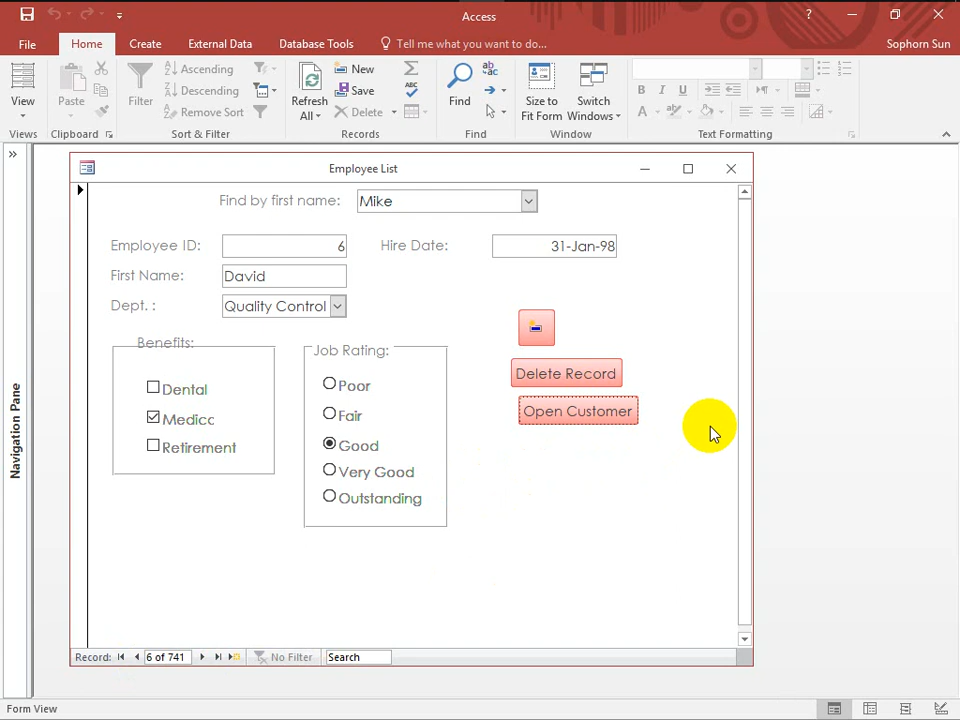 Access
?
File
Home
Create
External Data
Database Tools
Tell me what you want to do...
Sophorn Sun
View
Views
Paste
Clipboard
Filter
Ascending
Descending
Remove Sort
Sort & Filter
Refresh
All
New
Save
Delete
Records
Find
Find
Size to
Fit Form
Switch
Windows
Window
B I U
A
Text Formatting
Employee List
Find by first name: Mike
Employee ID: 6 Hire Date: 31-Jan-98
First Name: David
Dept. : Quality Control
Benefits:
Dental
Medicc
Retirement
Job Rating:
Poor
Fair
Good
Very Good
Outstanding
Delete Record
Open Customer
Navigation Pane
Record: 6 of 741 No Filter Search
Form View